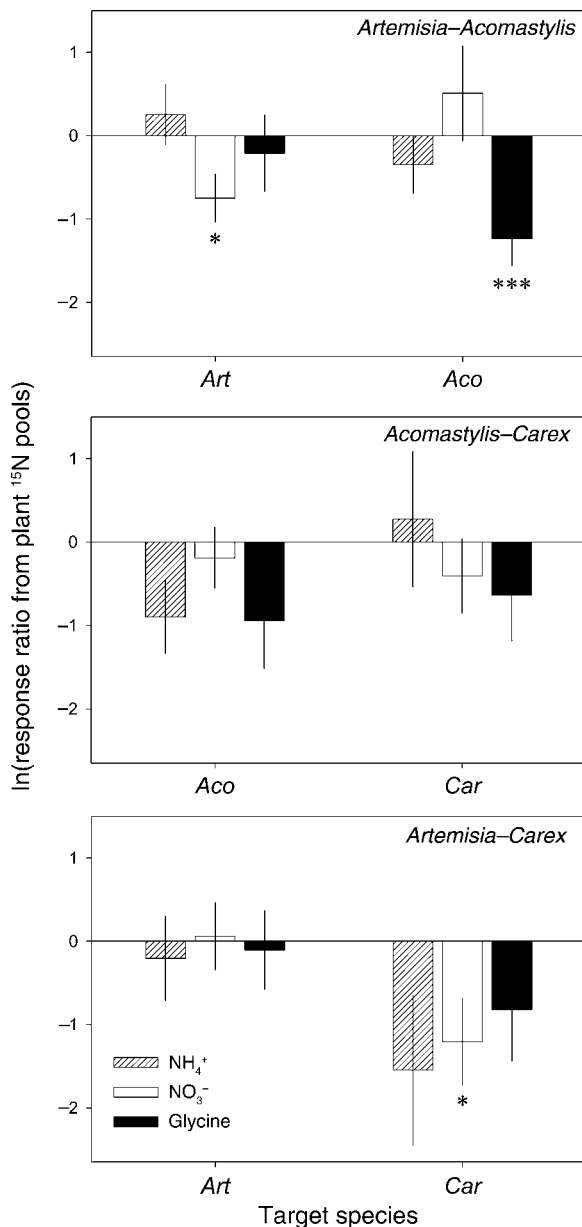 Artemisia–Acomastylis
1
0
−1
−2
*
***
Art Aco
ln(response ratio from plant ¹⁵N pools)
Acomastylis–Carex
1
0
−1
−2
Aco Car
Artemisia–Carex
1
0
−1
−2
NH₄⁺
NO₃⁻
Glycine
*
Art Car
Target species